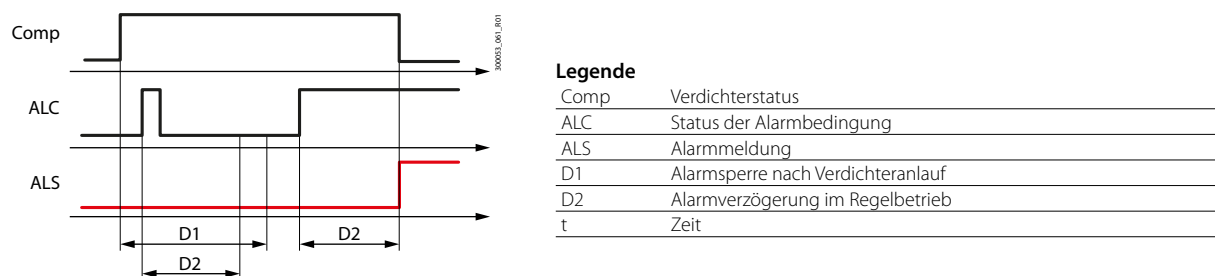 Comp
300053_061_R01
ALC
ALS
D1
D2
D2
Legende
Comp Verdichterstatus
ALC Status der Alarmbedingung
ALS Alarmmeldung
D1 Alarmsperre nach Verdichteranlauf
D2 Alarmverzögerung im Regelbetrieb
t Zeit